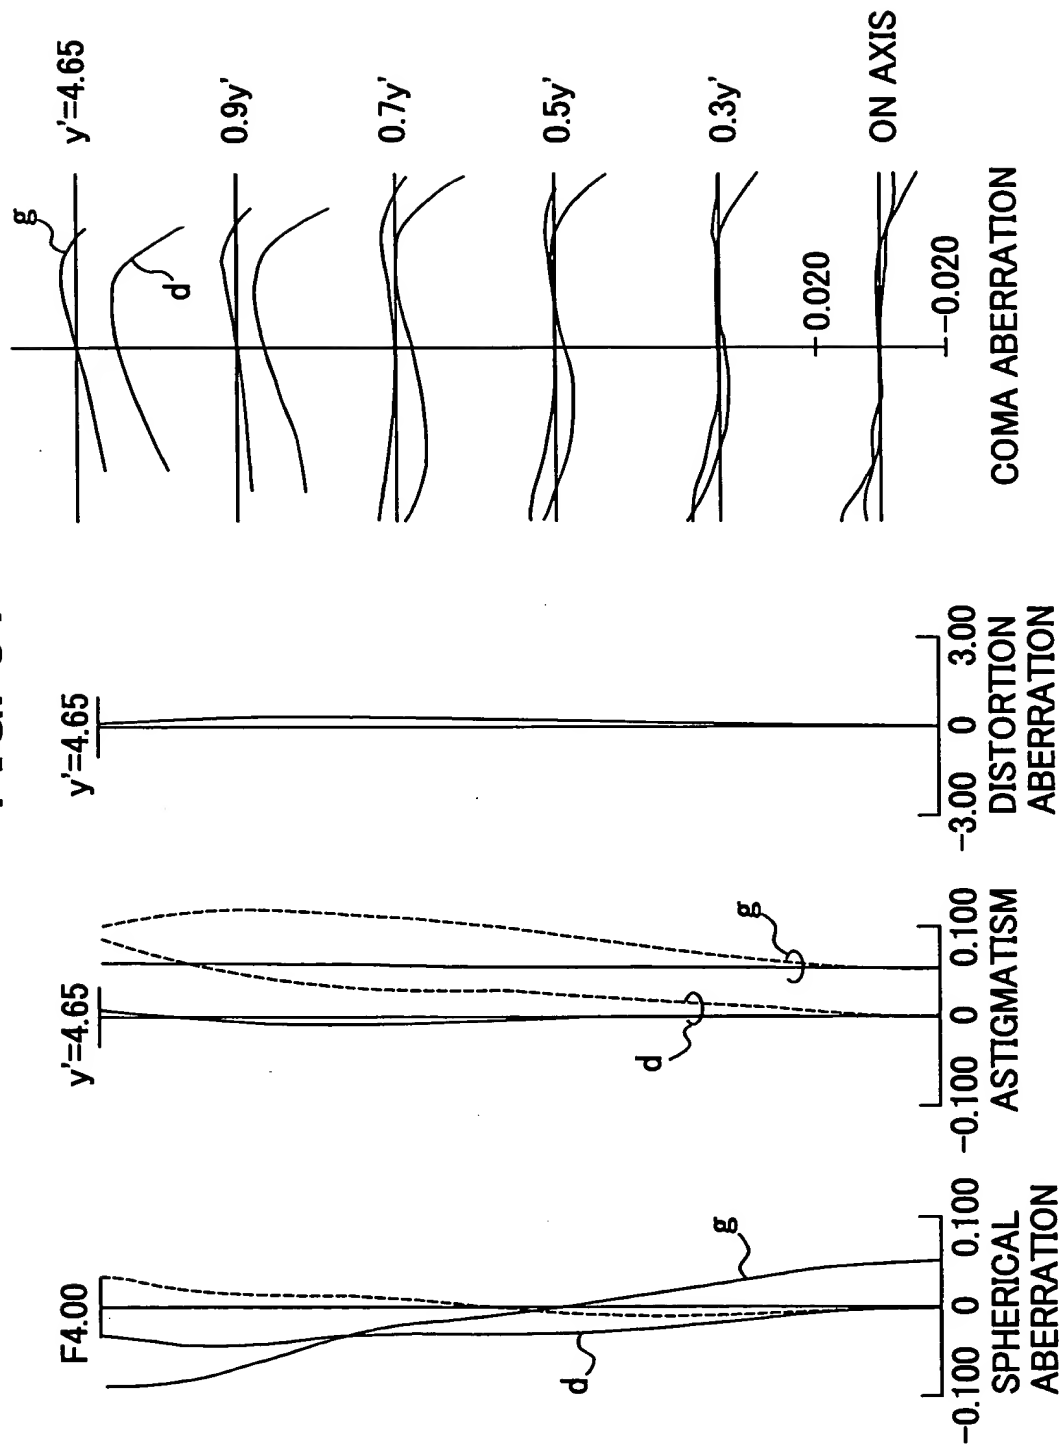 F4.00
g
d
-0.100 0 0.100
SPHERICAL
ABERRATION
y'=4.65
g
d
-0.100 0 0.100
ASTIGMATISM
y'=4.65
-3.00 0 3.00
DISTORTION
ABERRATION
g
y'=4.65
d
0.9y'
0.7y'
0.5y'
0.3y'
0.020
ON AXIS
-0.020
COMA ABERRATION